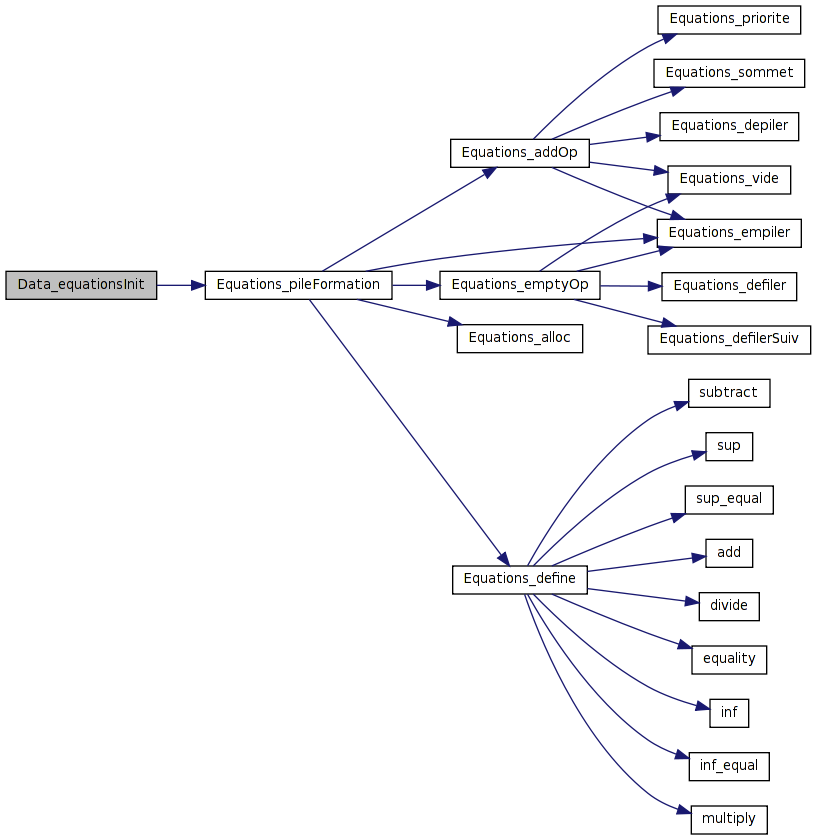 Equations_priorite
Equations_sommet
Equations_depiler
Equations_addOp
Equations_vide
Equations_empiler
Data_equationsInit
Equations_pileFormation
Equations_emptyOp
Equations_defiler
Equations_alloc
Equations_defilerSuiv
subtract
sup
sup_equal
add
Equations_define
divide
equality
inf
inf_equal
multiply